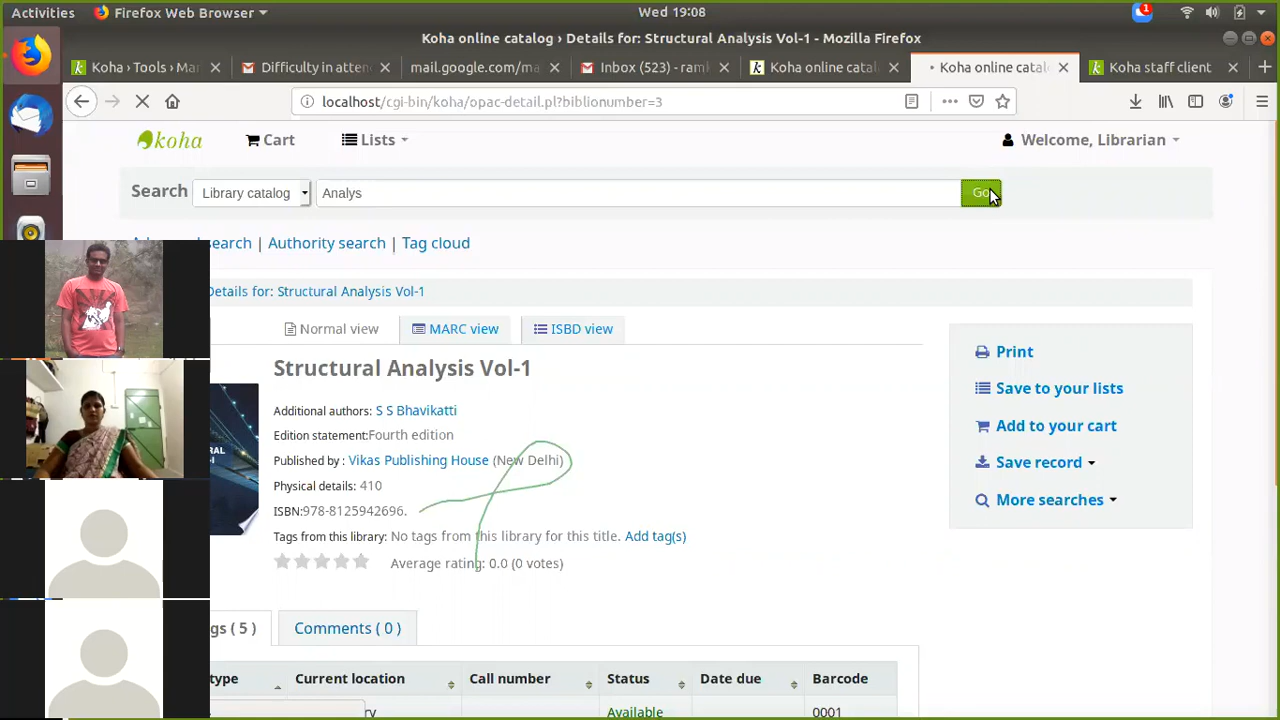 Activities Firefox Web Browser Wed 19:08 1
Koha online catalog › Details for: Structural Analysis Vol-1 - Mozilla Firefox
Koha › Tools › Mar Difficulty in atten mail.google.com/ma Inbox (523) - ram Koha online catal Koha online catal Koha staff client
localhost/cgi-bin/koha/opac-detail.pl?biblionumber=3
koha Cart Lists Welcome, Librarian
Search Library catalog Analys Go
search | Authority search | Tag cloud
Details for: Structural Analysis Vol-1
Normal view MARC view ISBD view
Print
Structural Analysis Vol-1
Save to your lists
Additional authors: S S Bhavikatti
Add to your cart
Edition statement:Fourth edition
Published by : Vikas Publishing House (New Delhi)
Save record
Physical details: 410
More searches
ISBN:978-8125942696.
Tags from this library: No tags from this library for this title. Add tag(s)
Average rating: 0.0 (0 votes)
gs ( 5 ) Comments ( 0 )
type Current location Call number Status Date due Barcode
ry Available 0001